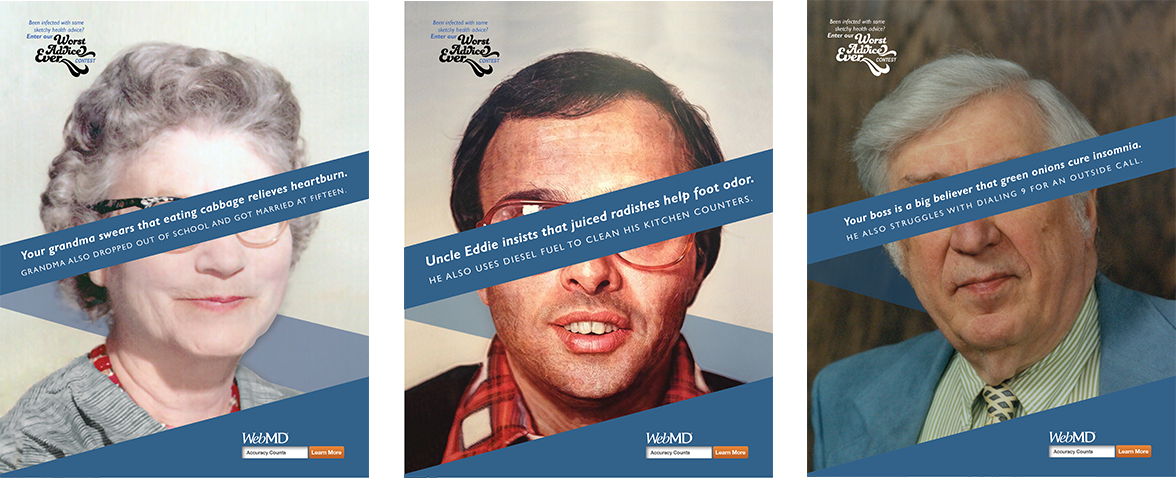 Been infected with some
sketchy health advice?
Enter our
Worst
Advice
Ever
CONTEST
Your grandma swears that eating cabbage relieves heartburn.
GRANDMA ALSO DROPPED OUT OF SCHOOL AND GOT MARRIED AT FIFTEEN.
WebMD
Accuracy Counts
Learn More
Been infected with some
sketchy health advice?
Enter our
Worst
Advice
Ever
CONTEST
Uncle Eddie insists that juiced radishes help foot odor.
HE ALSO USES DIESEL FUEL TO CLEAN HIS KITCHEN COUNTERS.
WebMD
Accuracy Counts
Learn More
Been infected with some
sketchy health advice?
Enter our
Worst
Advice
Ever
CONTEST
Your boss is a big believer that green onions cure insomnia.
HE ALSO STRUGGLES WITH DIALING 9 FOR AN OUTSIDE CALL.
WebMD
Accuracy Counts
Learn More